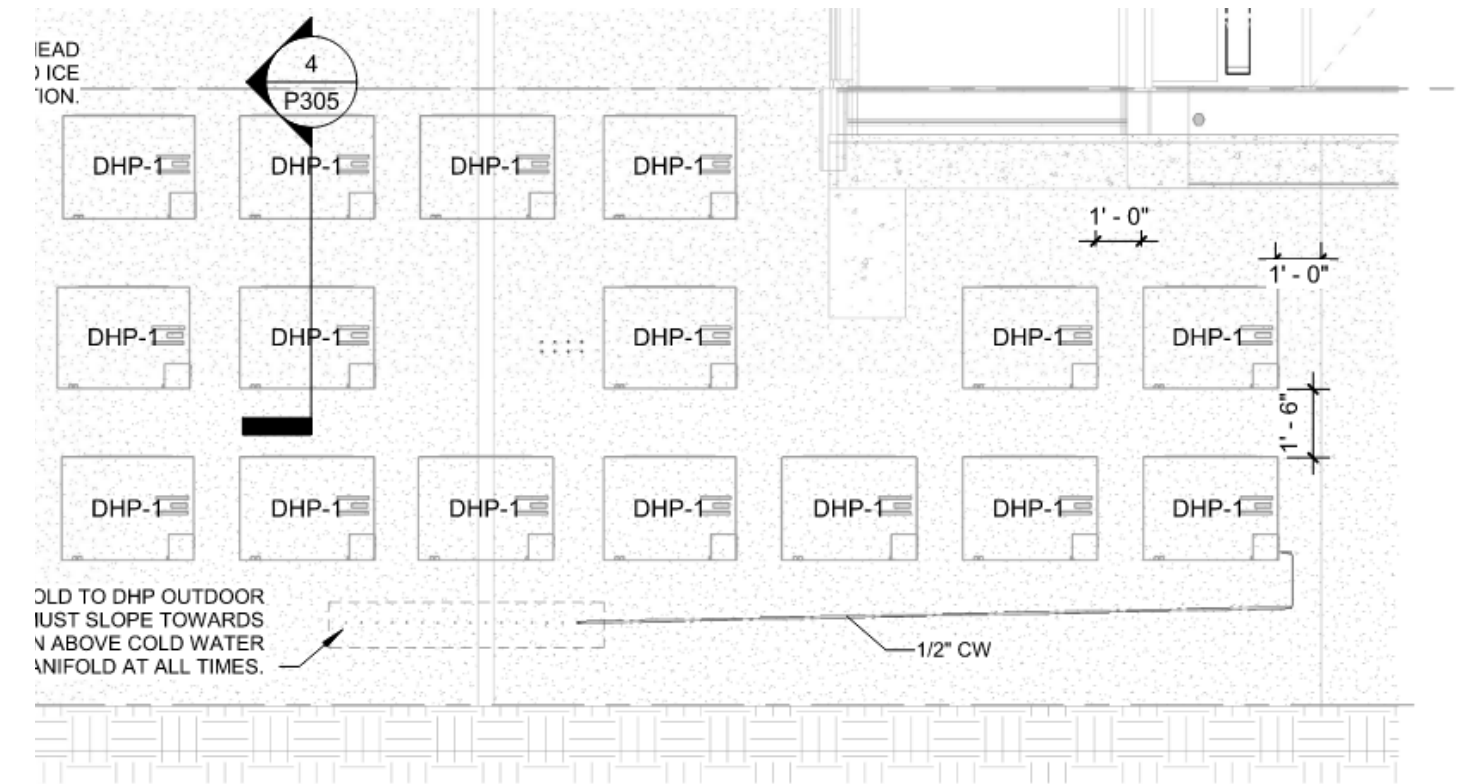 IEAD
) ICE
TION.
4
P305
DHP-1 DHP-1 DHP-1 DHP-1
1' - 0"
1' - 0"
DHP-1 DHP-1 DHP-1 DHP-1 DHP-1
1' - 6"
DHP-1 DHP-1 DHP-1 DHP-1 DHP-1 DHP-1 DHP-1
OLD TO DHP OUTDOOR
MUST SLOPE TOWARDS
N ABOVE COLD WATER
ANIFOLD AT ALL TIMES.
1/2" CW